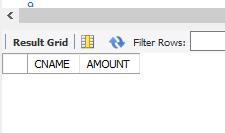 Result Grid Filter Rows:
CNAME AMOUNT